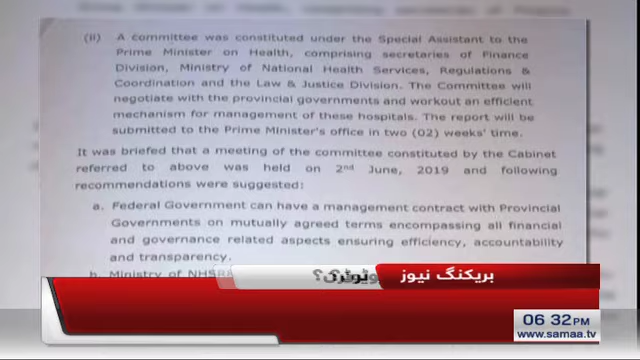 (ii) A committee was constituted under the Special Assistant to the
Prime Minister on Health, comprising secretaries of Finance
Division, Ministry of National Health Services, Regulations &
Coordination and the Law & Justice Division. The Committee will
negotiate with the provincial governments and workout an efficient
mechanism for management of these hospitals. The report will be
submitted to the Prime Minister's office in two (02) weeks' time.
It was briefed that a meeting of the committee constituted by the Cabinet
referred to above was held on 2nd June, 2019 and following
recommendations were suggested:
a. Federal Government can have a management contract with Provincial
Governments on mutually agreed terms encompassing all financial
and governance related aspects ensuring efficiency, accountability
and transparency.
b. Ministry of
بریکنگ نیوز
06 32PM
www.samaa.tv